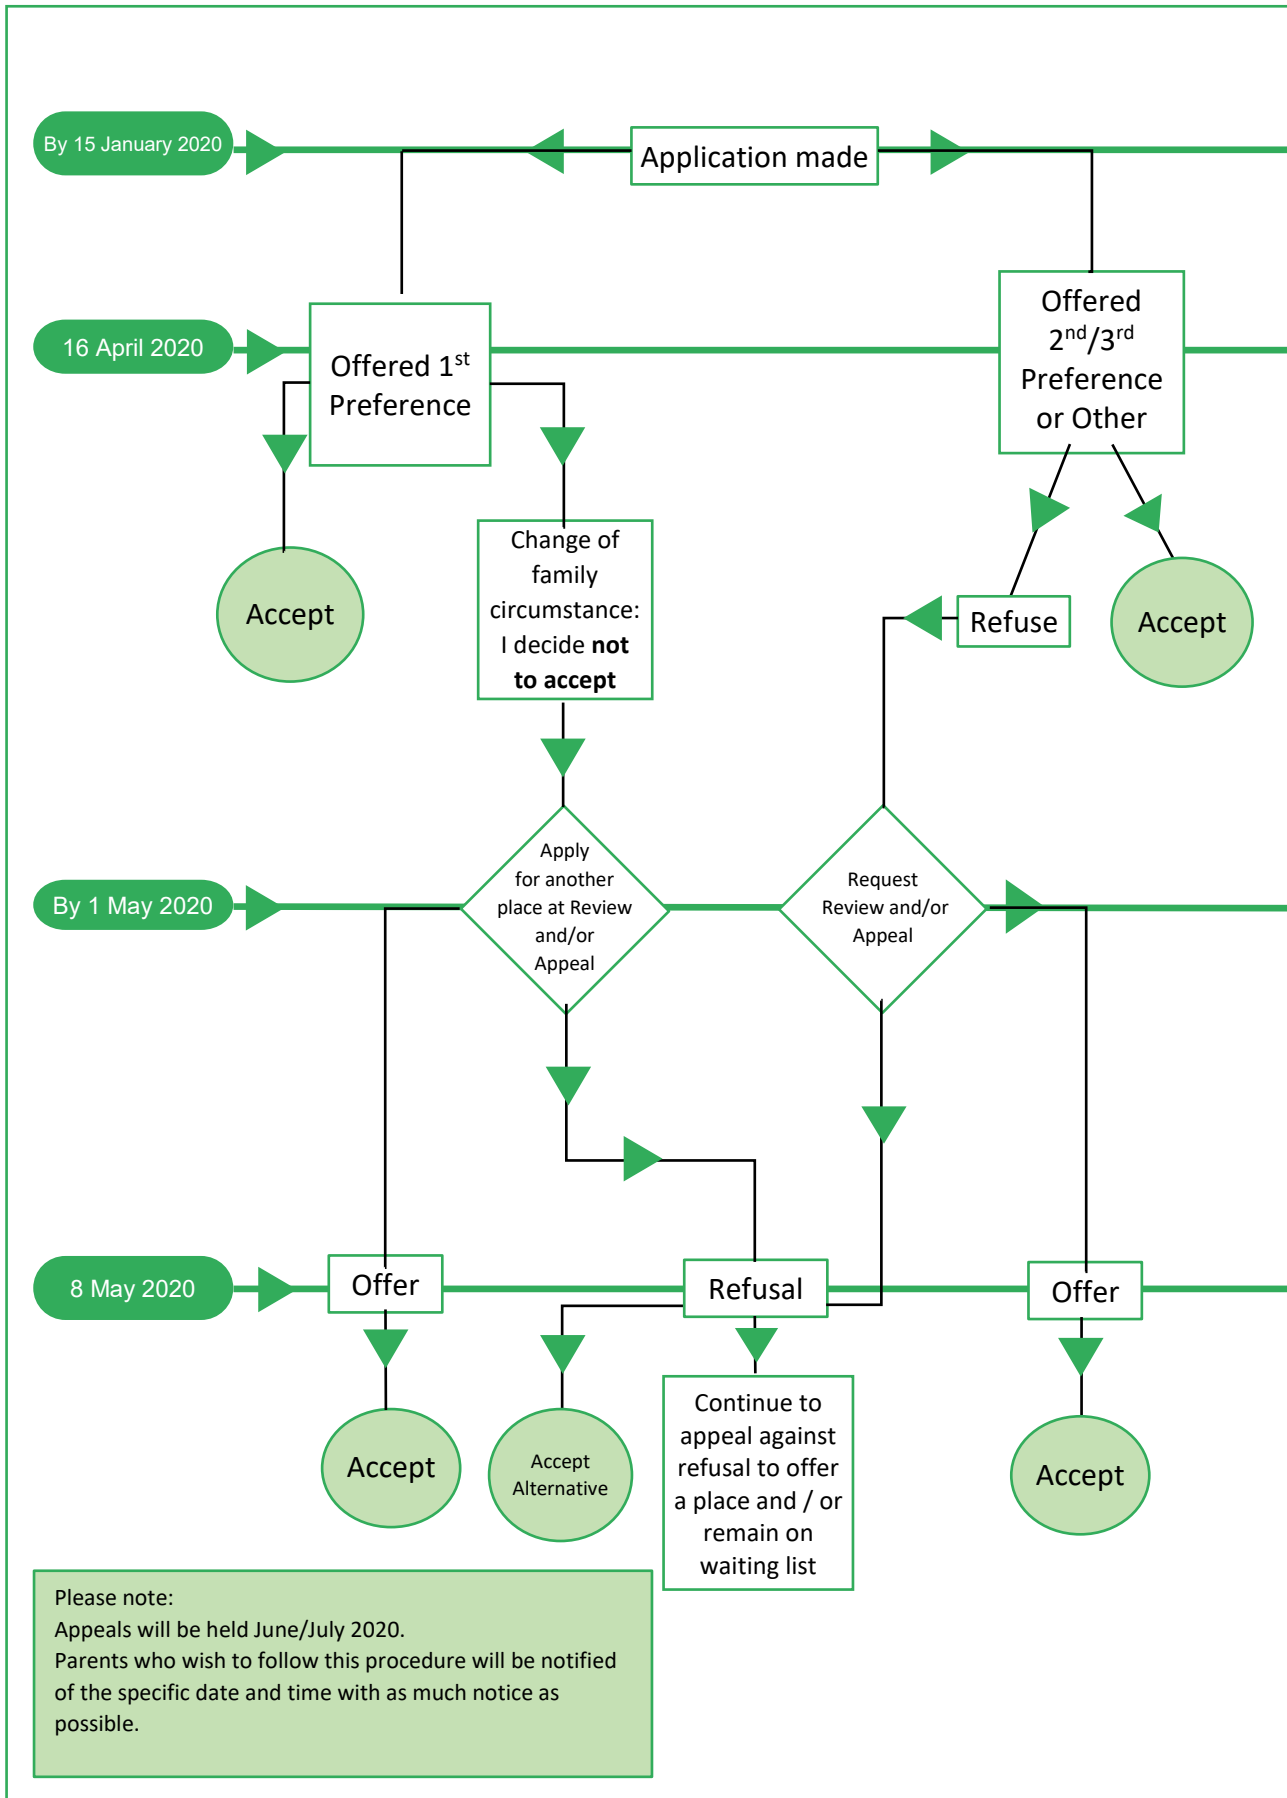 By 15 January 2020
Application made
16 April 2020
Offered 1st
Preference
Offered
2nd/3rd
Preference
or Other
Accept
Change of
family
circumstance:
I decide not
to accept
Refuse
Accept
By 1 May 2020
Apply
for another
place at Review
and/or
Appeal
Request
Review and/or
Appeal
8 May 2020
Offer
Refusal
Offer
Accept
Accept
Alternative
Continue to
appeal against
refusal to offer
a place and / or
remain on
waiting list
Accept
Please note:
Appeals will be held June/July 2020.
Parents who wish to follow this procedure will be notified
of the specific date and time with as much notice as
possible.